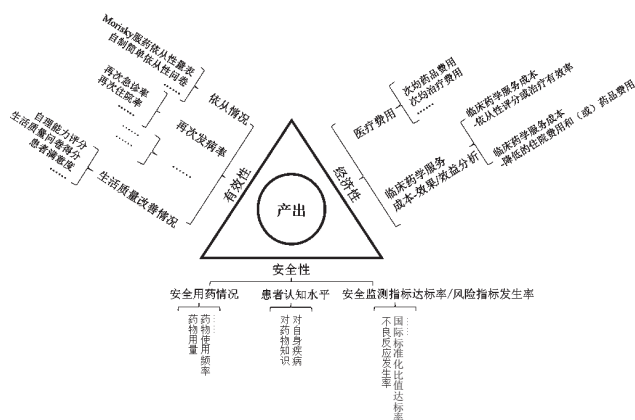 Morisky服药依从性量表
自制简单依从性问卷
……
依从情况
再次急诊率
再次住院率
……
再次发病率
……
……
……
自理能力评分
生活质量问卷得分
患者满意度
……
生活质量改善情况
有效性
产出
经济性
医疗费用
次均药品费用
次均治疗费用
……
临床药学服务
成本-效果/效益分析
临床药学服务成本
-依从性评分或治疗有效率
临床药学服务成本
-降低的住院费用和（或）药品费用
……
安全性
安全用药情况
药物使用频率
药物用量
患者认知水平
对自身疾病
对药物知识
安全监测指标达标率/风险指标发生率
……
国际标准化比值达标率
不良反应发生率